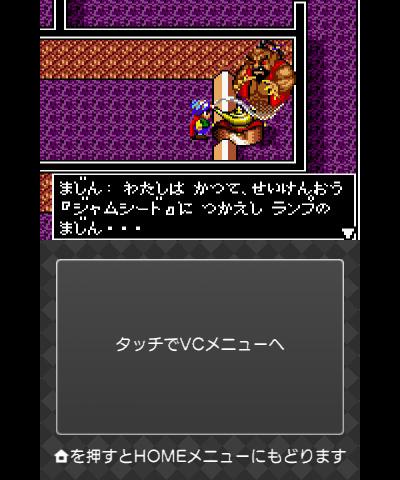 まじん: わたしは かつて、せいけんおう
『ジャムシード』に つかえし ランプの
まじん・・・
タッチでVCメニューへ
を押すとHOMEメニューにもどります